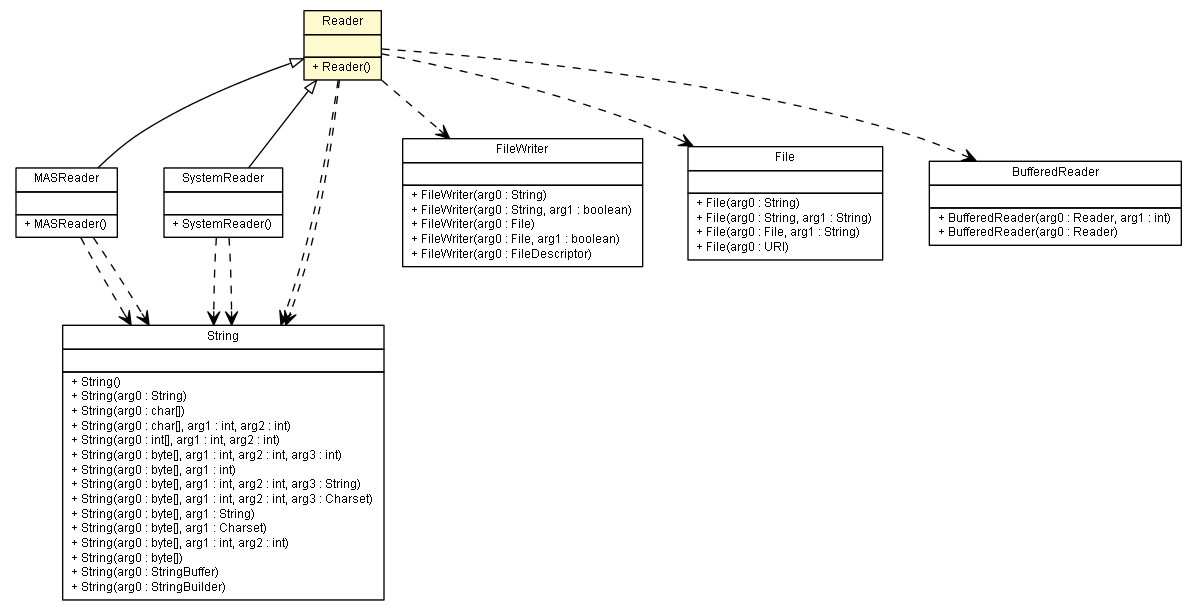 Reader
+ Reader()
MASReader
+ MASReader()
SystemReader
+ SystemReader()
FileWriter
+ FileWriter(arg0 : String)
+ FileWriter(arg0 : String, arg1 : boolean)
+ FileWriter(arg0 : File)
+ FileWriter(arg0 : File, arg1 : boolean)
+ FileWriter(arg0 : FileDescriptor)
File
+ File(arg0 : String)
+ File(arg0 : String, arg1 : String)
+ File(arg0 : File, arg1 : String)
+ File(arg0 : URI)
BufferedReader
+ BufferedReader(arg0 : Reader, arg1 : int)
+ BufferedReader(arg0 : Reader)
String
+ String()
+ String(arg0 : String)
+ String(arg0 : char[])
+ String(arg0 : char[], arg1 : int, arg2 : int)
+ String(arg0 : int[], arg1 : int, arg2 : int)
+ String(arg0 : byte[], arg1 : int, arg2 : int, arg3 : int)
+ String(arg0 : byte[], arg1 : int)
+ String(arg0 : byte[], arg1 : int, arg2 : int, arg3 : String)
+ String(arg0 : byte[], arg1 : int, arg2 : int, arg3 : Charset)
+ String(arg0 : byte[], arg1 : String)
+ String(arg0 : byte[], arg1 : Charset)
+ String(arg0 : byte[], arg1 : int, arg2 : int)
+ String(arg0 : byte[])
+ String(arg0 : StringBuffer)
+ String(arg0 : StringBuilder)